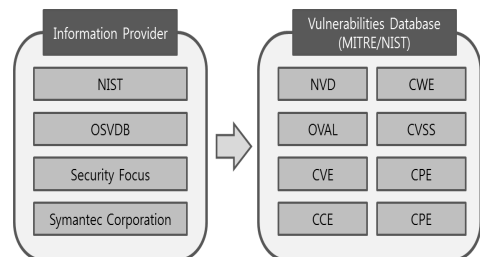 Information Provider
NIST
OSVDB
Security Focus
Symantec Corporation
Vulnerabilities Database
(MITRE/NIST)
NVD
CWE
OVAL
CVSS
CVE
CPE
CCE
CPE